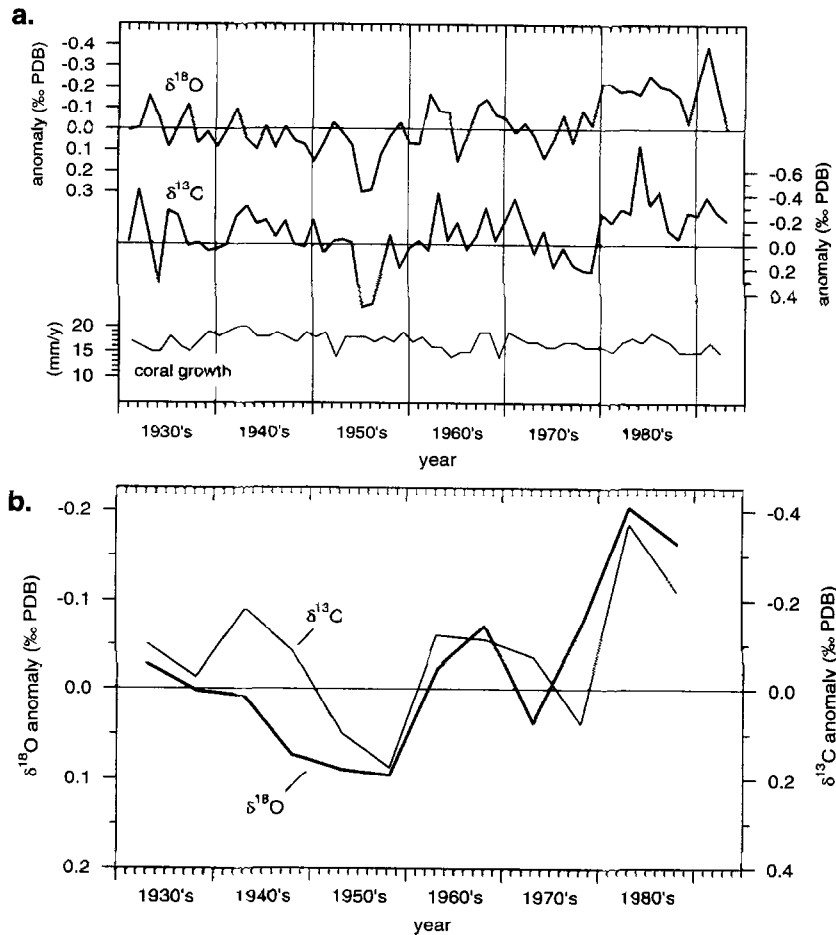 a.
-0.4
-0.3
-0.2
-0.1
0.0
0.1
0.2
0.3
anomaly (‰ PDB)
δ18O
δ13C
-0.6
-0.4
-0.2
0.0
0.2
0.4
anomaly (‰ PDB)
20
15
10
(mm/y)
coral growth
1930's 1940's 1950's 1960's 1970's 1980's
year
b.
-0.2
-0.1
0.0
0.1
0.2
δ18O anomaly (‰ PDB)
δ13C
δ18O
-0.4
-0.2
0.0
0.2
0.4
δ13C anomaly (‰ PDB)
1930's 1940's 1950's 1960's 1970's 1980's
year